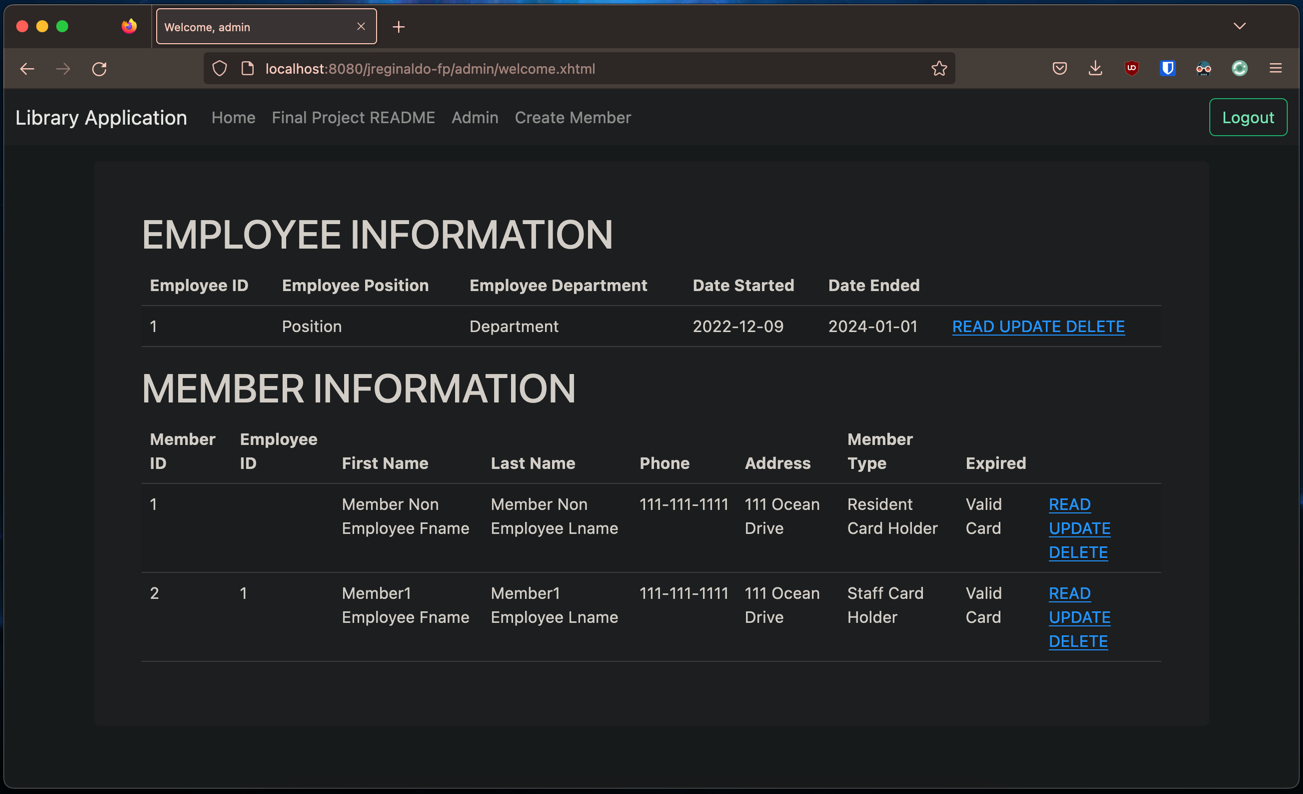 Welcome, admin
localhost:8080/jreginaldo-fp/admin/welcome.xhtml
UD
Library Application Home Final Project README Admin Create Member Logout
EMPLOYEE INFORMATION
Employee ID Employee Position Employee Department Date Started Date Ended
1 Position Department 2022-12-09 2024-01-01 READ UPDATE DELETE
MEMBER INFORMATION
Member Employee Member
ID ID First Name Last Name Phone Address Type Expired
1 Member Non Member Non 111-111-1111 111 Ocean Resident Valid READ
Employee Fname Employee Lname Drive Card Holder Card UPDATE
DELETE
2 1 Member1 Member1 111-111-1111 111 Ocean Staff Card Valid READ
Employee Fname Employee Lname Drive Holder Card UPDATE
DELETE